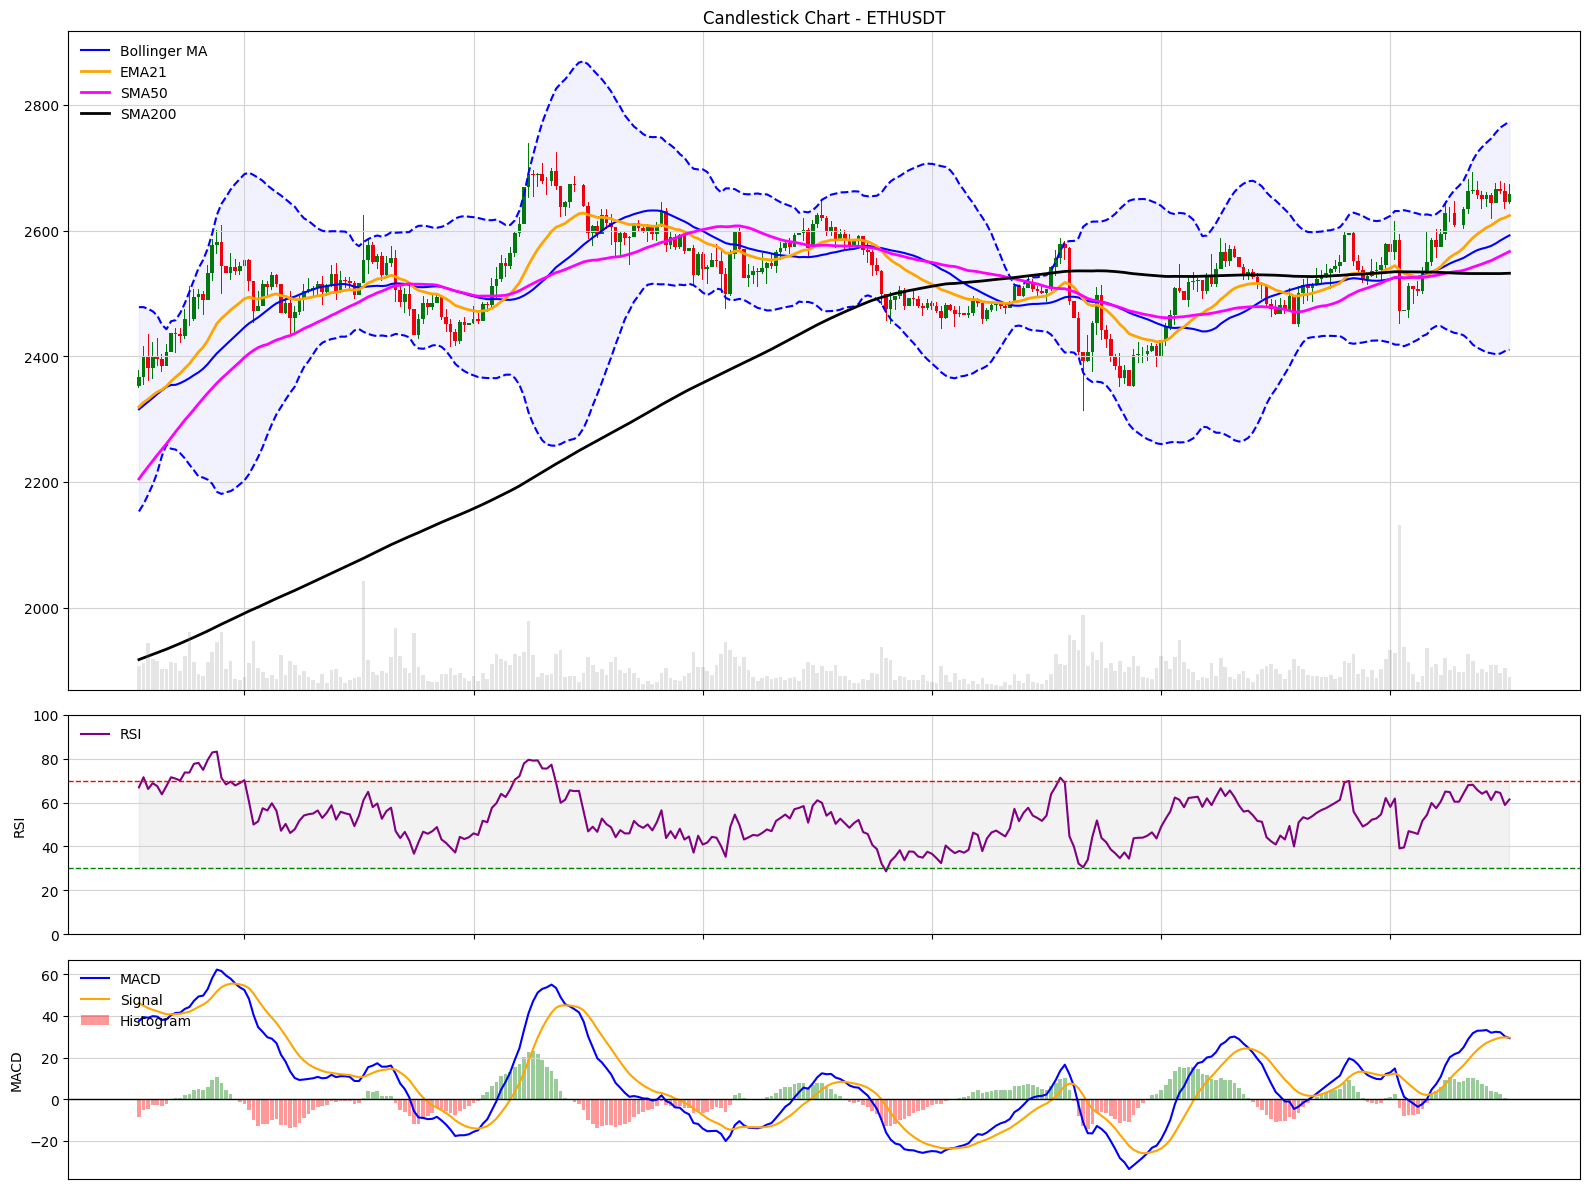 Candlestick Chart - ETHUSDT
Bollinger MA
EMA21
SMA50
SMA200
2800
2600
2400
2200
2000
RSI
100
80
60
40
20
0
RSI
MACD
Signal
Histogram
60
40
20
0
−20
MACD